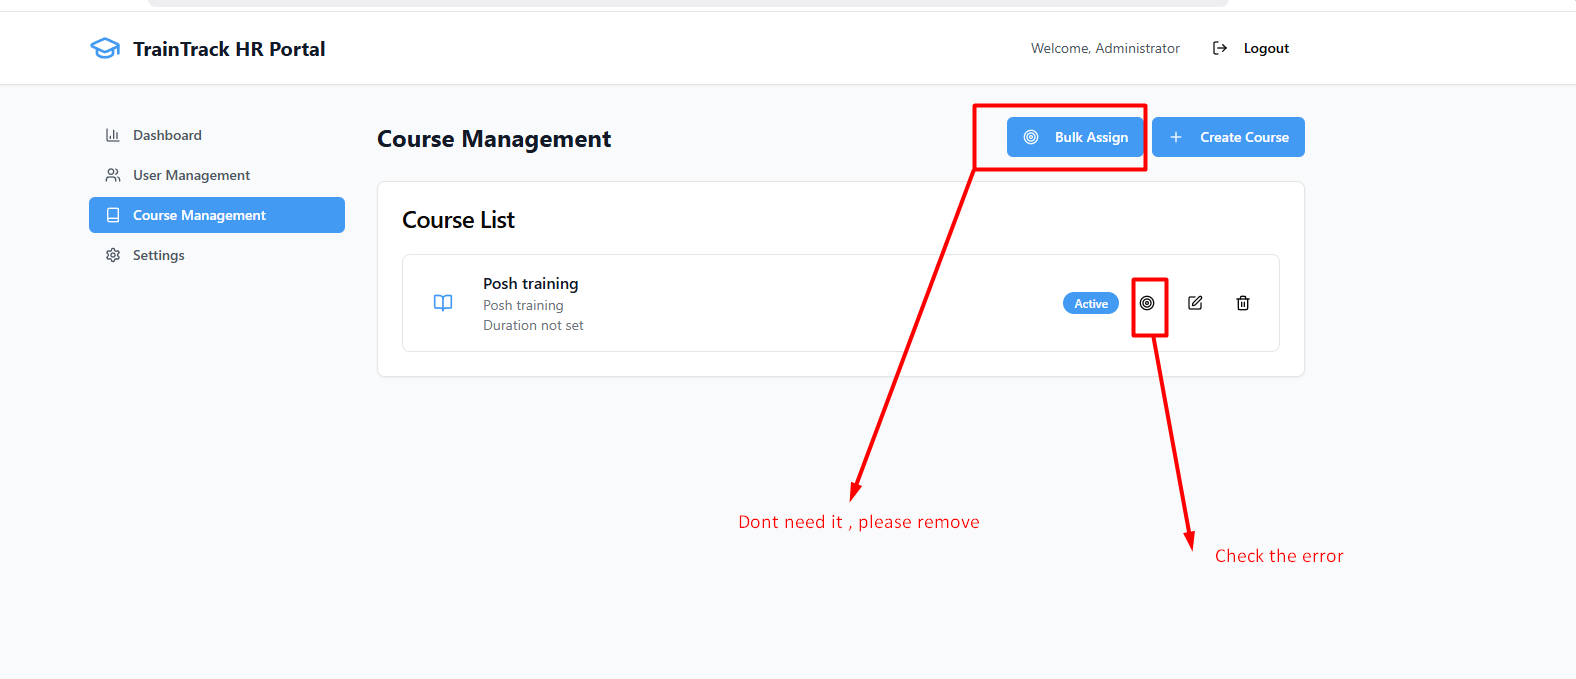 TrainTrack HR Portal
Welcome, Administrator
Logout
Dashboard
User Management
Course Management
Settings
Course Management
Bulk Assign
Create Course
Course List
Posh training
Posh training
Duration not set
Active
Dont need it , please remove
Check the error